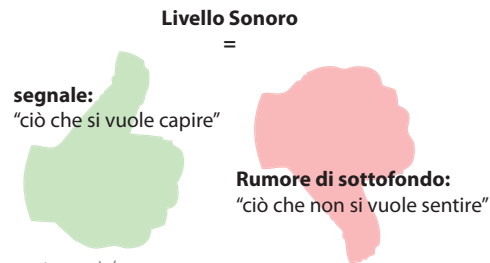 Livello Sonoro
=
segnale:
“ciò che si vuole capire”
Rumore di sottofondo:
“ciò che non si vuole sentire”